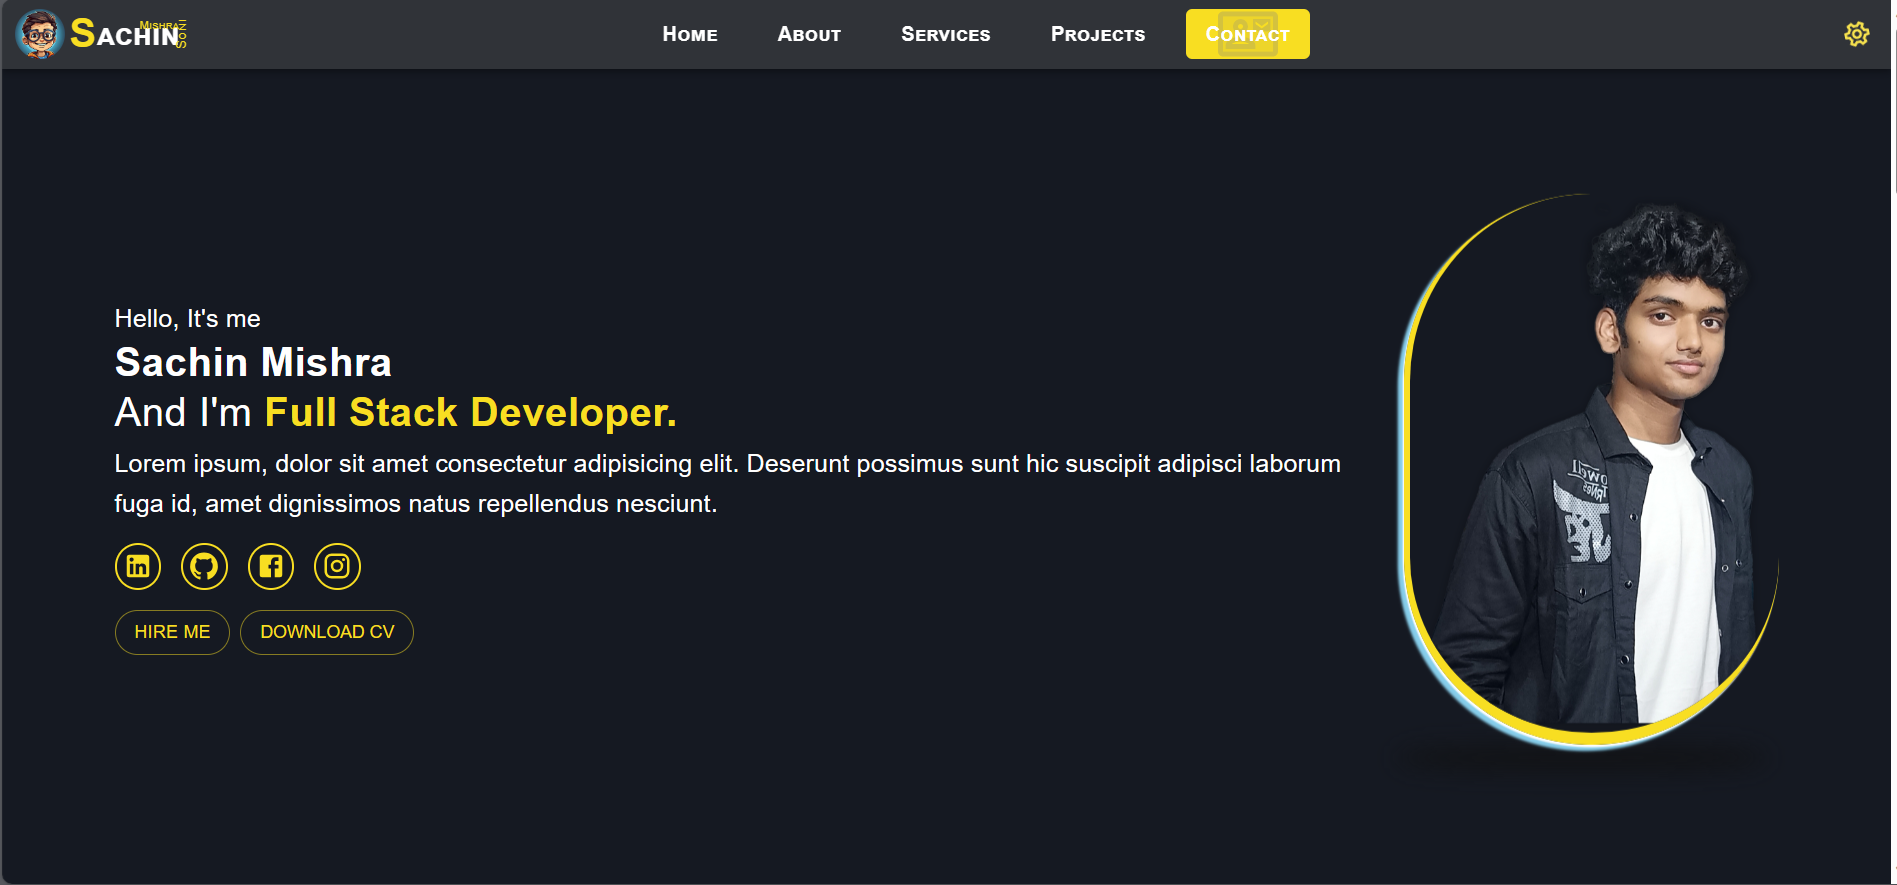 Sachin
Mishra
Soni
Home
About
Services
Projects
Contact
Hello, It's me
Sachin Mishra
And I'm Full Stack Developer.
Lorem ipsum, dolor sit amet consectetur adipisicing elit. Deserunt possimus sunt hic suscipit adipisci laborum
fuga id, amet dignissimos natus repellendus nesciunt.
in
HIRE ME
DOWNLOAD CV